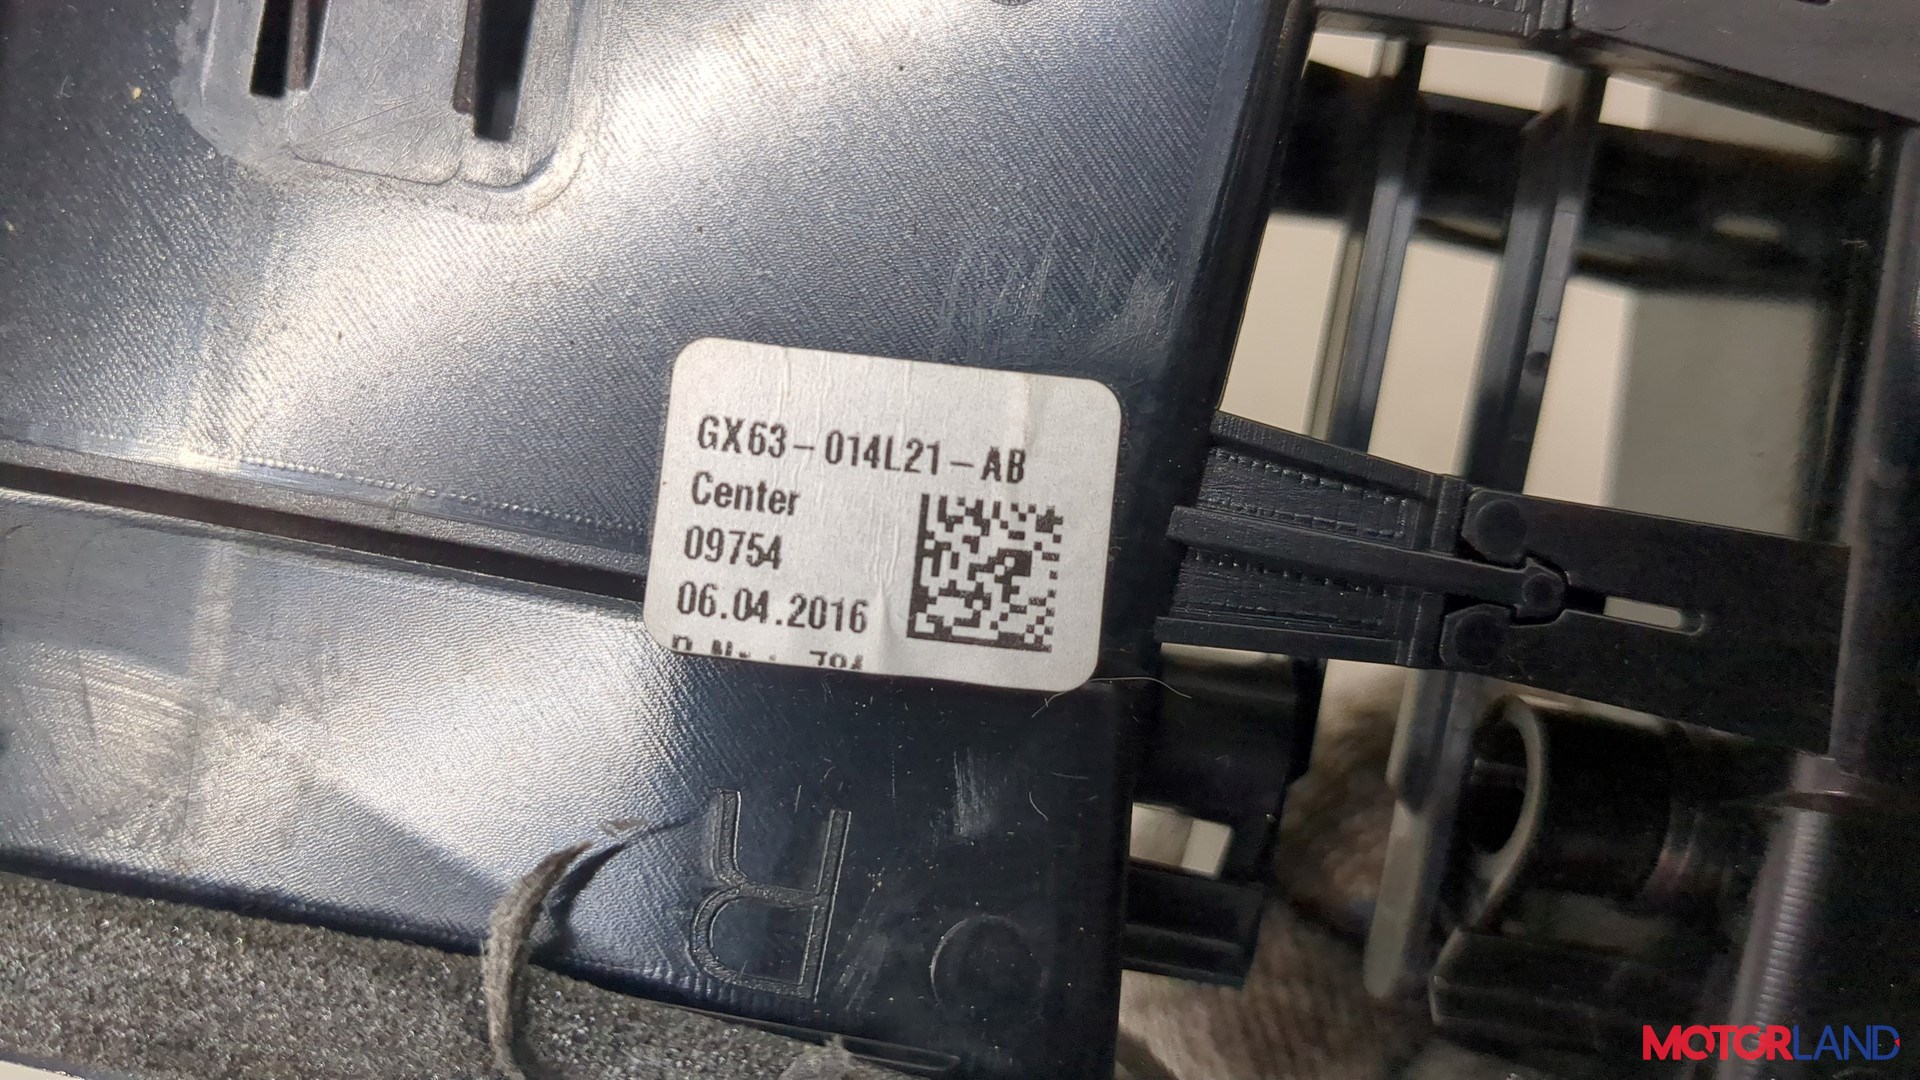 GX63-014L21-AB
Center
09754
06.04.2016
R
MOTORLAND